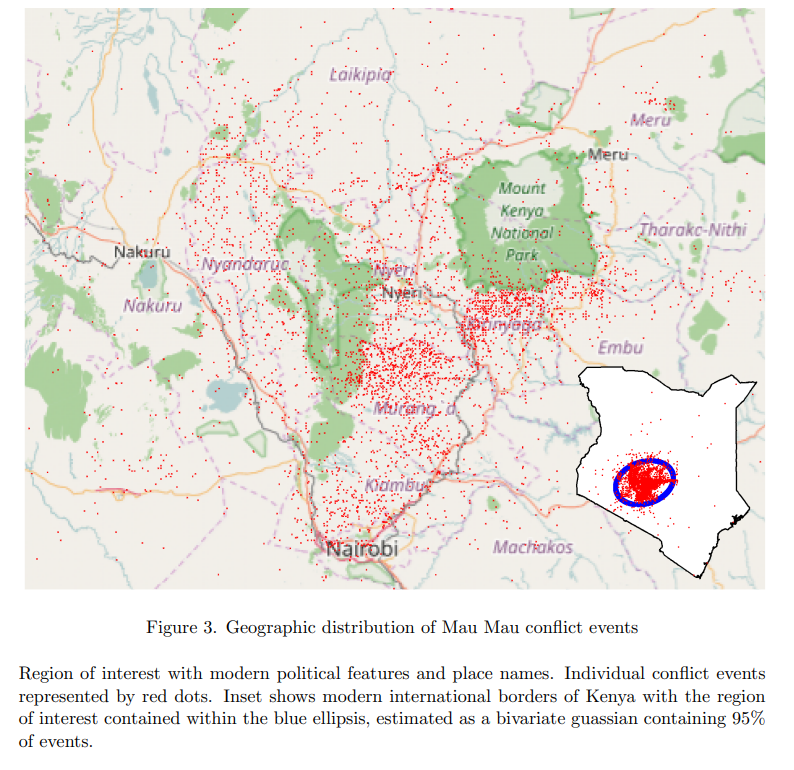 Laikipia
Meru
Meru
Mount
Kenya
National
Park
Tharaka-Nithi
Nakuru
Nyandarua
Nyeri
Nyeri
Nakuru
Embu
Murang'a
Kiambu
Nairobi
Machakos
Figure 3. Geographic distribution of Mau Mau conflict events
Region of interest with modern political features and place names. Individual conflict events
represented by red dots. Inset shows modern international borders of Kenya with the region
of interest contained within the blue ellipsis, estimated as a bivariate guassian containing 95%
of events.